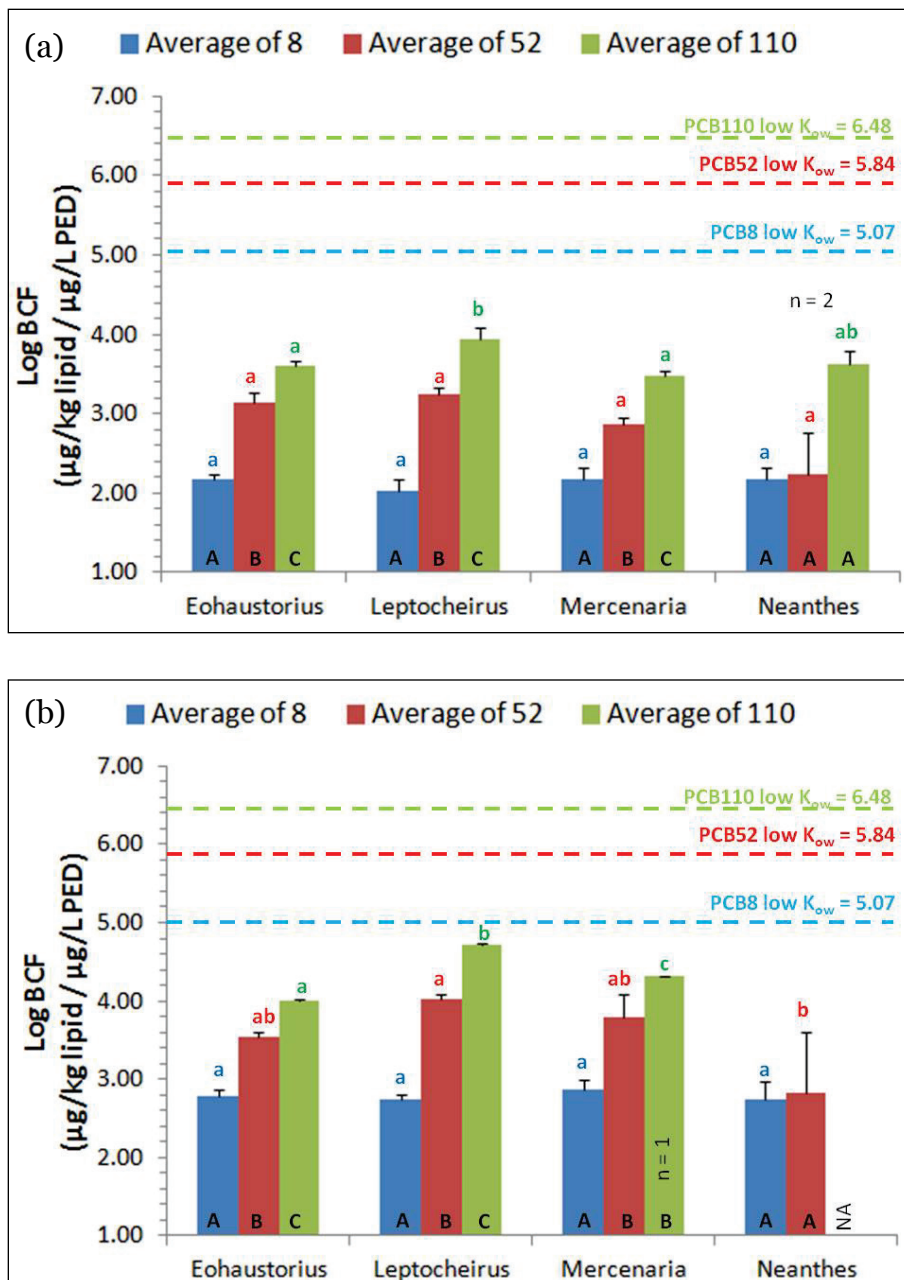 (a) Average of 8 Average of 52 Average of 110
7.00
PCB110 low Kow = 6.48
6.00
PCB52 low Kow = 5.84
PCB8 low Kow = 5.07
5.00
Log BCF
(µg/kg lipid / µg/L PED)
n = 2
4.00
a a a
a a b
a a a
a a ab
3.00
2.00
1.00
A B C A B C A B C A A A
Eohaustorius Leptocheirus Mercenaria Neanthes
(b) Average of 8 Average of 52 Average of 110
7.00
PCB110 low Kow = 6.48
6.00
PCB52 low Kow = 5.84
PCB8 low Kow = 5.07
5.00
Log BCF
(µg/kg lipid / µg/L PED)
4.00
a ab a
a a b
a ab c
a b
3.00
2.00
n = 1
1.00
A B C A B C A B B A A NA
Eohaustorius Leptocheirus Mercenaria Neanthes